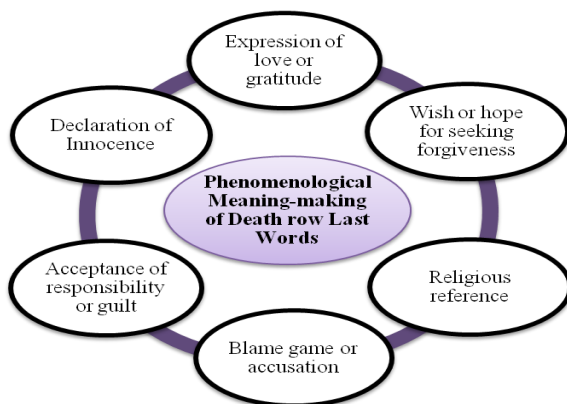 Expression of
love or
gratitude
Wish or hope
for seeking
forgiveness
Religious
reference
Blame game or
accusation
Acceptance of
responsibility
or guilt
Declaration of
Innocence
Phenomenological
Meaning-making
of Death row Last
Words